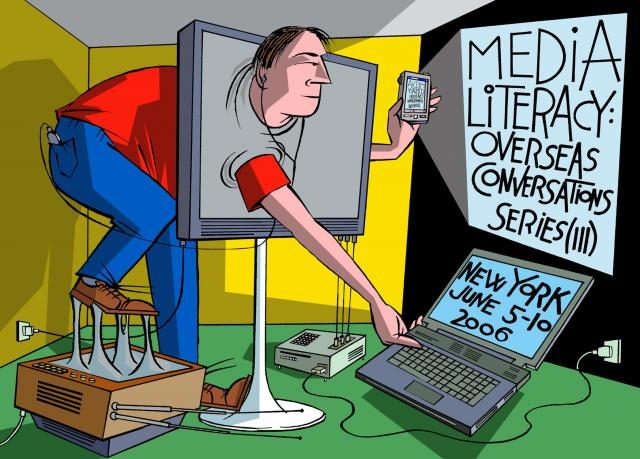 MEDIA
LITERACY:
OVERSEAS
CONVERSATIONS
SERIES (III)
NEW YORK
JUNE 5-10
2006